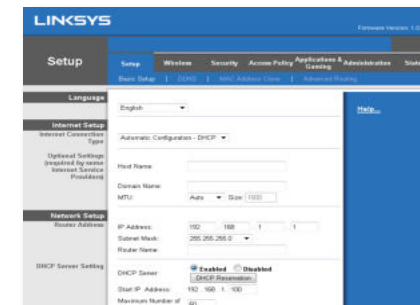 LINKSYS
Firmware Version: 1.0
Setup
Setup Wireless Security Access Policy Applications & Gaming Administration Status
Basic Setup | DDNS | MAC Address Clone | Advanced Routing
Language
English
Help...
Internet Setup
Internet Connection Type
Automatic Configuration - DHCP
Optional Settings (required by some Internet Service Providers)
Host Name:
Domain Name:
MTU: Auto Size: 1500
Network Setup
Router Address
IP Address: 192 . 168 . 1 . 1
Subnet Mask: 255.255.255.0
Router Name:
DHCP Server Setting
DHCP Server: Enabled Disabled
DHCP Reservation
Start IP Address: 192 . 168 . 1 . 100
Maximum Number of
50